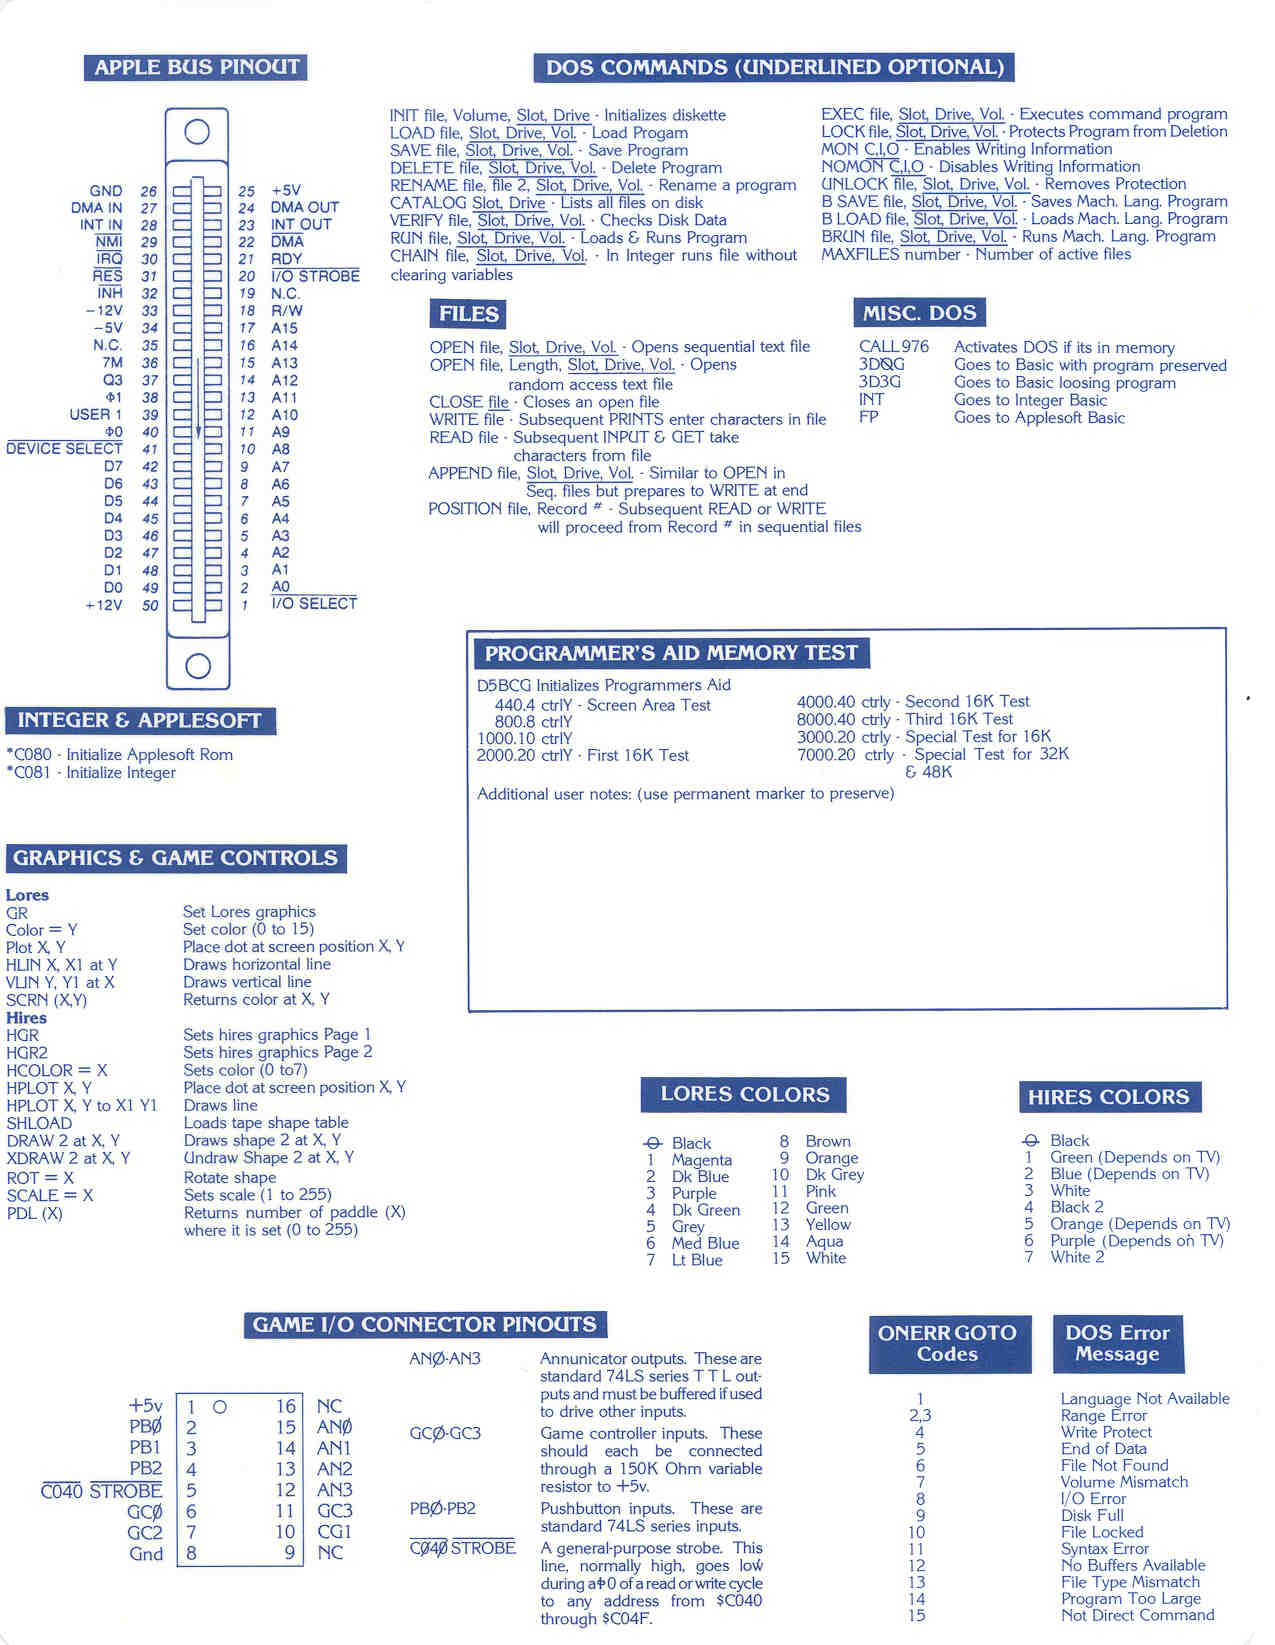 APPLE BUS PINOUT
GND 26 25 +5V
DMA IN 27 24 DMA OUT
INT IN 28 23 INT OUT
NMI 29 22 DMA
IRQ 30 21 RDY
RES 31 20 I/O STROBE
INH 32 19 N.C.
-12V 33 18 R/W
-5V 34 17 A15
N.C. 35 16 A14
7M 36 15 A13
Q3 37 14 A12
Φ1 38 13 A11
USER 1 39 12 A10
Φ0 40 11 A9
DEVICE SELECT 41 10 A8
D7 42 9 A7
D6 43 8 A6
D5 44 7 A5
D4 45 6 A4
D3 46 5 A3
D2 47 4 A2
D1 48 3 A1
D0 49 2 A0
+12V 50 1 I/O SELECT
DOS COMMANDS (UNDERLINED OPTIONAL)
INIT file, Volume, Slot, Drive - Initializes diskette
LOAD file, Slot, Drive, Vol. - Load Progam
SAVE file, Slot, Drive, Vol. - Save Program
DELETE file, Slot, Drive, Vol. - Delete Program
RENAME file, file 2, Slot, Drive, Vol. - Rename a program
CATALOG Slot, Drive - Lists all files on disk
VERIFY file, Slot, Drive, Vol. - Checks Disk Data
RUN file, Slot, Drive, Vol. - Loads & Runs Program
CHAIN file, Slot, Drive, Vol. - In Integer runs file without
clearing variables
EXEC file, Slot, Drive, Vol. - Executes command program
LOCK file, Slot, Drive, Vol. - Protects Program from Deletion
MON C,I,O - Enables Writing Information
NOMON C,I,O - Disables Writing Information
UNLOCK file, Slot, Drive, Vol. - Removes Protection
B SAVE file, Slot, Drive, Vol. - Saves Mach. Lang. Program
B LOAD file, Slot, Drive, Vol. - Loads Mach. Lang. Program
BRUN file, Slot, Drive, Vol. - Runs Mach. Lang. Program
MAXFILES number - Number of active files
FILES
OPEN file, Slot, Drive, Vol. - Opens sequential text file
OPEN file, Length, Slot, Drive, Vol. - Opens
random access text file
CLOSE file - Closes an open file
WRITE file - Subsequent PRINTS enter characters in file
READ file - Subsequent INPUT & GET take
characters from file
APPEND file, Slot, Drive, Vol. - Similar to OPEN in
Seq. files but prepares to WRITE at end
POSITION file, Record # - Subsequent READ or WRITE
will proceed from Record # in sequential files
MISC. DOS
CALL 976 Activates DOS if its in memory
3DØG Goes to Basic with program preserved
3D3G Goes to Basic loosing program
INT Goes to Integer Basic
FP Goes to Applesoft Basic
PROGRAMMER'S AID MEMORY TEST
D5BCG Initializes Programmers Aid
440.4 ctrlY - Screen Area Test
800.8 ctrlY
1000.10 ctrlY
2000.20 ctrlY - First 16K Test
4000.40 ctrly - Second 16K Test
8000.40 ctrly - Third 16K Test
3000.20 ctrly - Special Test for 16K
7000.20 ctrly - Special Test for 32K
& 48K
Additional user notes: (use permanent marker to preserve)
INTEGER & APPLESOFT
*C080 - Initialize Applesoft Rom
*C081 - Initialize Integer
GRAPHICS & GAME CONTROLS
Lores
GR Set Lores graphics
Color = Y Set color (0 to 15)
Plot X, Y Place dot at screen position X, Y
HLIN X, X1 at Y Draws horizontal line
VLIN Y, Y1 at X Draws vertical line
SCRN (X,Y) Returns color at X, Y
Hires
HGR Sets hires graphics Page 1
HGR2 Sets hires graphics Page 2
HCOLOR = X Sets color (0 to7)
HPLOT X, Y Place dot at screen position X, Y
HPLOT X, Y to X1 Y1 Draws line
SHLOAD Loads tape shape table
DRAW 2 at X, Y Draws shape 2 at X, Y
XDRAW 2 at X, Y Undraw Shape 2 at X, Y
ROT = X Rotate shape
SCALE = X Sets scale (1 to 255)
PDL (X) Returns number of paddle (X)
where it is set (0 to 255)
LORES COLORS
0 Black 8 Brown
1 Magenta 9 Orange
2 Dk Blue 10 Dk Grey
3 Purple 11 Pink
4 Dk Green 12 Green
5 Grey 13 Yellow
6 Med Blue 14 Aqua
7 Lt Blue 15 White
HIRES COLORS
0 Black
1 Green (Depends on TV)
2 Blue (Depends on TV)
3 White
4 Black 2
5 Orange (Depends on TV)
6 Purple (Depends on TV)
7 White 2
GAME I/O CONNECTOR PINOUTS
+5v 1 16 NC
PBØ 2 15 ANØ
PB1 3 14 AN1
PB2 4 13 AN2
C040 STROBE 5 12 AN3
GCØ 6 11 GC3
GC2 7 10 CG1
Gnd 8 9 NC
ANØ-AN3 Annunicator outputs. These are
standard 74LS series T T L out-
puts and must be buffered if used
to drive other inputs.
GCØ-GC3 Game controller inputs. These
should each be connected
through a 150K Ohm variable
resistor to +5v.
PBØ-PB2 Pushbutton inputs. These are
standard 74LS series inputs.
CØ4Ø STROBE A general-purpose strobe. This
line, normally high, goes low
during a Φ0 of a read or write cycle
to any address from $C040
through $C04F.
ONERR GOTO
Codes
DOS Error
Message
1 Language Not Available
2,3 Range Error
4 Write Protect
5 End of Data
6 File Not Found
7 Volume Mismatch
8 I/O Error
9 Disk Full
10 File Locked
11 Syntax Error
12 No Buffers Available
13 File Type Mismatch
14 Program Too Large
15 Not Direct Command